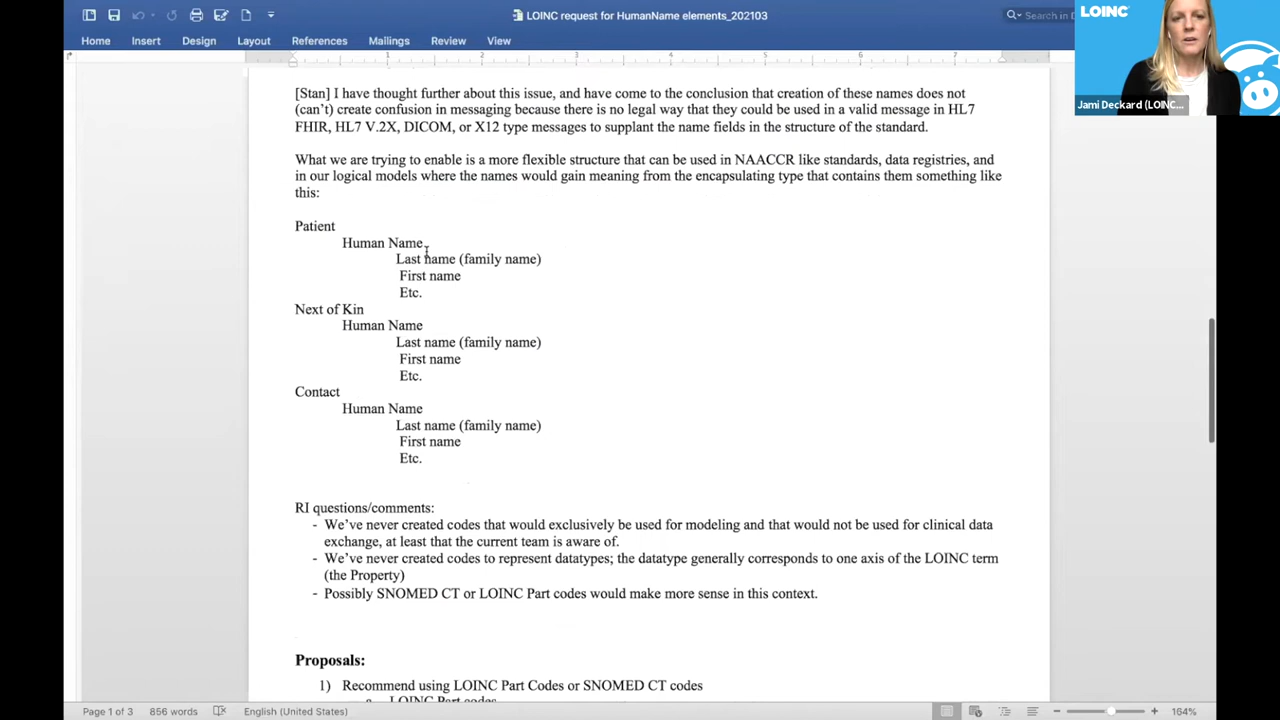 LOINC request for HumanName elements_202103
Search in D
Home Insert Design Layout References Mailings Review View
1 2 3 4 5 6 7
LOINC
Jami Deckard (LOINC...
[Stan] I have thought further about this issue, and have come to the conclusion that creation of these names does not
(can't) create confusion in messaging because there is no legal way that they could be used in a valid message in HL7
FHIR, HL7 V.2X, DICOM, or X12 type messages to supplant the name fields in the structure of the standard.
What we are trying to enable is a more flexible structure that can be used in NAACCR like standards, data registries, and
in our logical models where the names would gain meaning from the encapsulating type that contains them something like
this:
Patient
Human Name
Last name (family name)
First name
Etc.
Next of Kin
Human Name
Last name (family name)
First name
Etc.
Contact
Human Name
Last name (family name)
First name
Etc.
RI questions/comments:
- We've never created codes that would exclusively be used for modeling and that would not be used for clinical data
exchange, at least that the current team is aware of.
- We've never created codes to represent datatypes; the datatype generally corresponds to one axis of the LOINC term
(the Property)
- Possibly SNOMED CT or LOINC Part codes would make more sense in this context.
Proposals:
1) Recommend using LOINC Part Codes or SNOMED CT codes
a. LOINC Part codes
Page 1 of 3 856 words English (United States) 164%